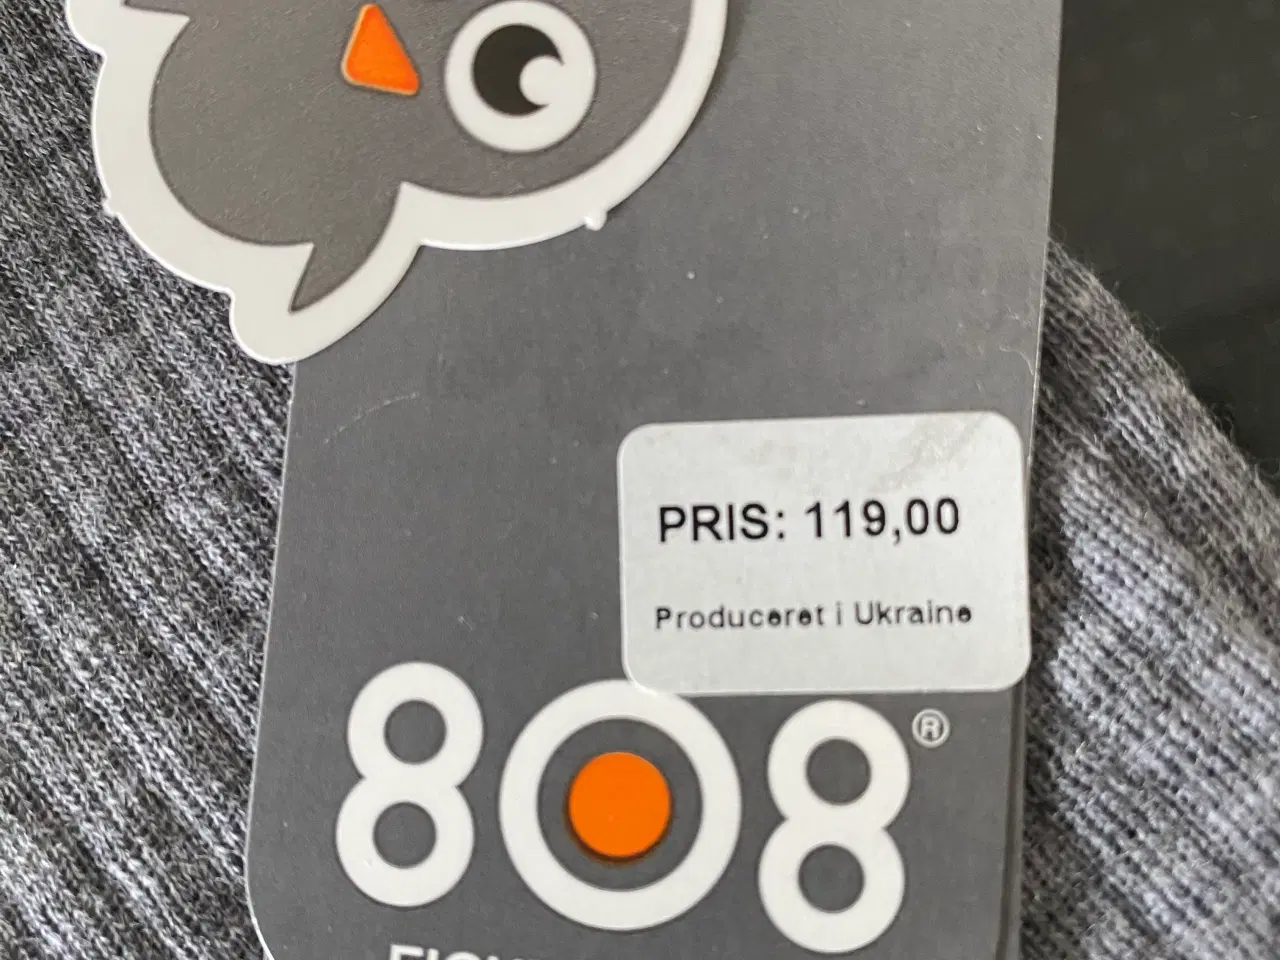 PRIS: 119,00
Produceret i Ukraine
808®